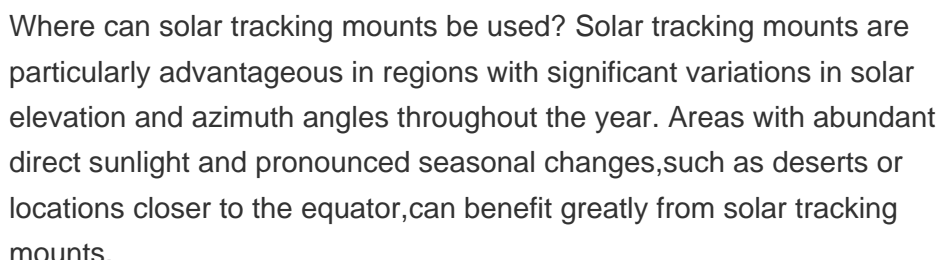 Where can solar tracking mounts be used? Solar tracking mounts are
particularly advantageous in regions with significant variations in solar
elevation and azimuth angles throughout the year. Areas with abundant
direct sunlight and pronounced seasonal changes,such as deserts or
locations closer to the equator,can benefit greatly from solar tracking
mounts.